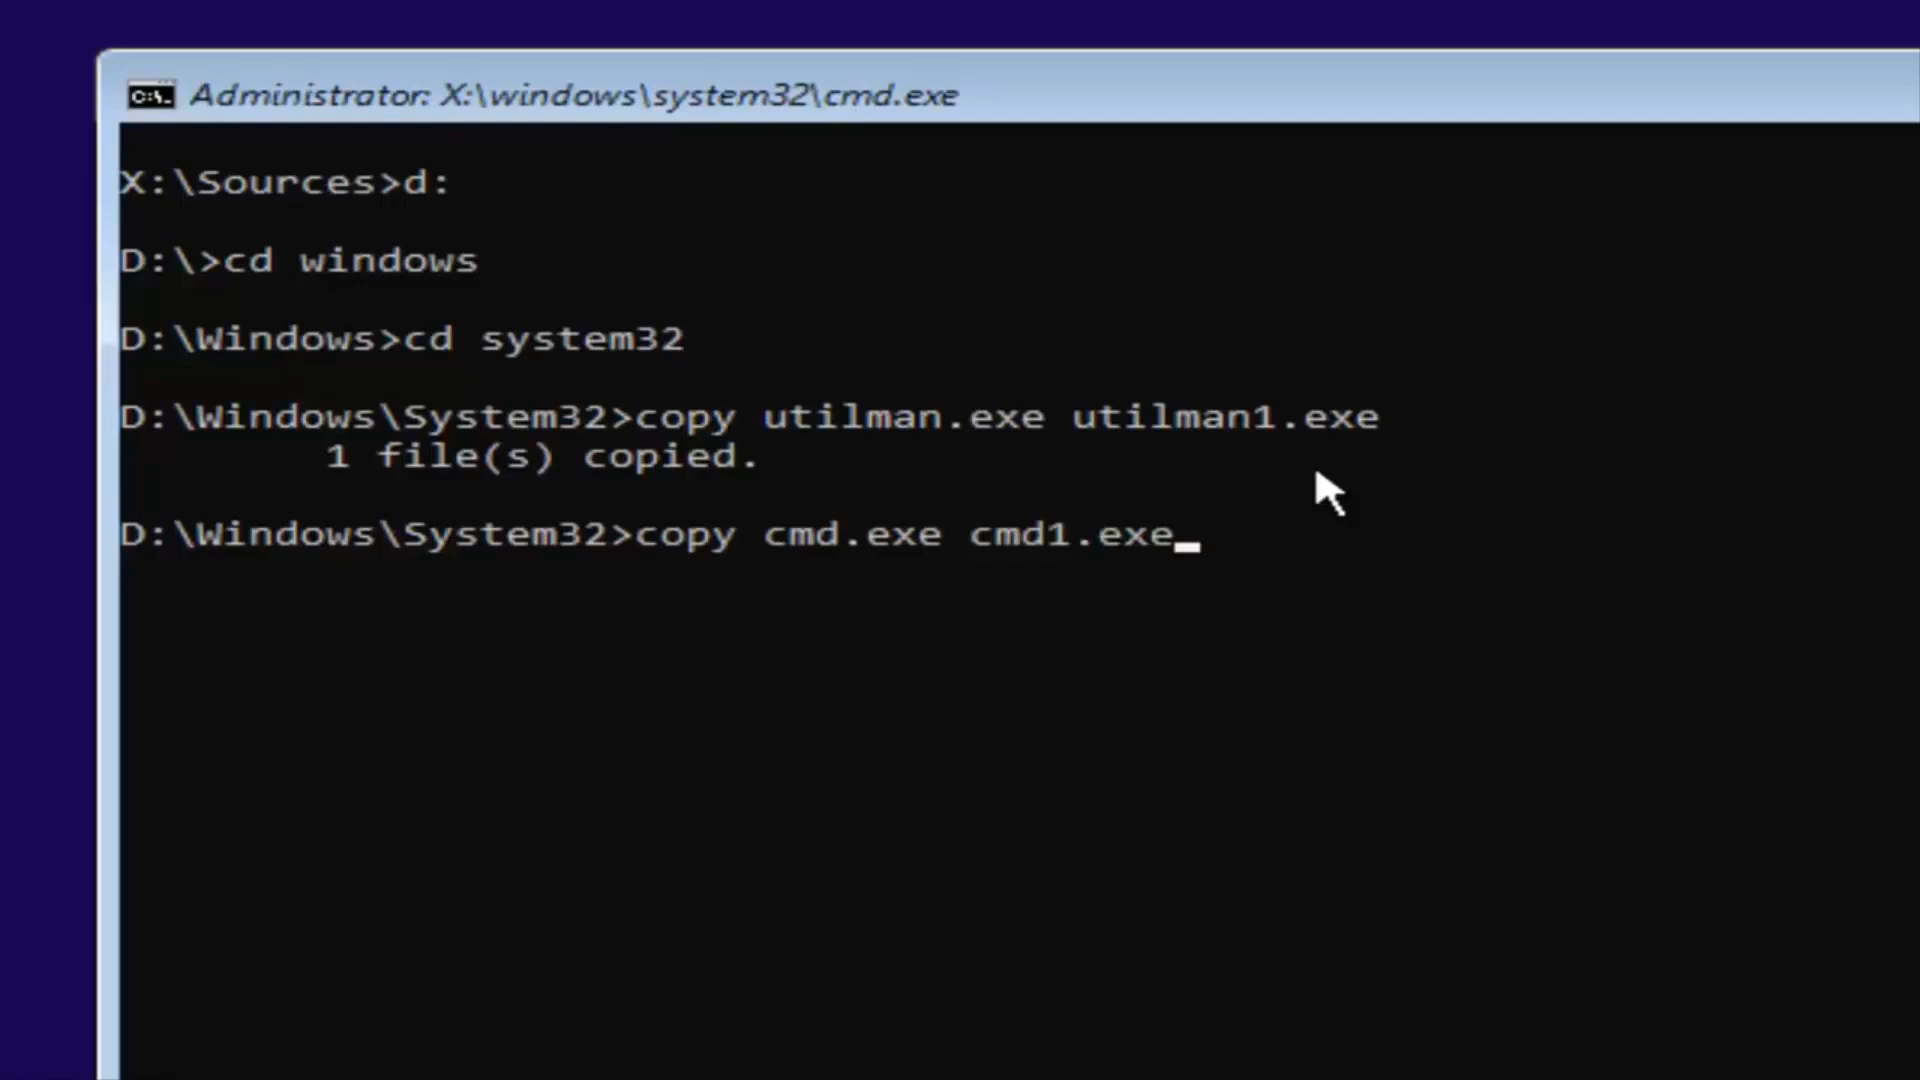 C:\.
Administrator: X:\windows\system32\cmd.exe
X:\Sources>d:
D:\>cd windows
D:\Windows>cd system32
D:\Windows\System32>copy utilman.exe utilman1.exe
1 file(s) copied.
D:\Windows\System32>copy cmd.exe cmd1.exe